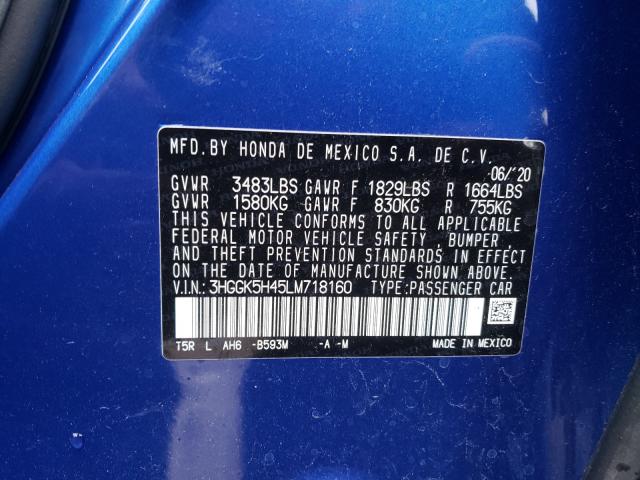 MFD. BY HONDA DE MEXICO S.A. DE C.V.
06/'20
GVWR 3483LBS GAWR F 1829LBS R 1664LBS
GVWR 1580KG GAWR F 830KG R 755KG
THIS VEHICLE CONFORMS TO ALL APPLICABLE
FEDERAL MOTOR VEHICLE SAFETY BUMPER,
AND THEFT PREVENTION STANDARDS IN EFFECT
ON THE DATE OF MANUFACTURE SHOWN ABOVE.
V.I.N.: 3HGGK5H45LM718160 TYPE: PASSENGER CAR
T5R L AH6 -B593M -A -M MADE IN MEXICO